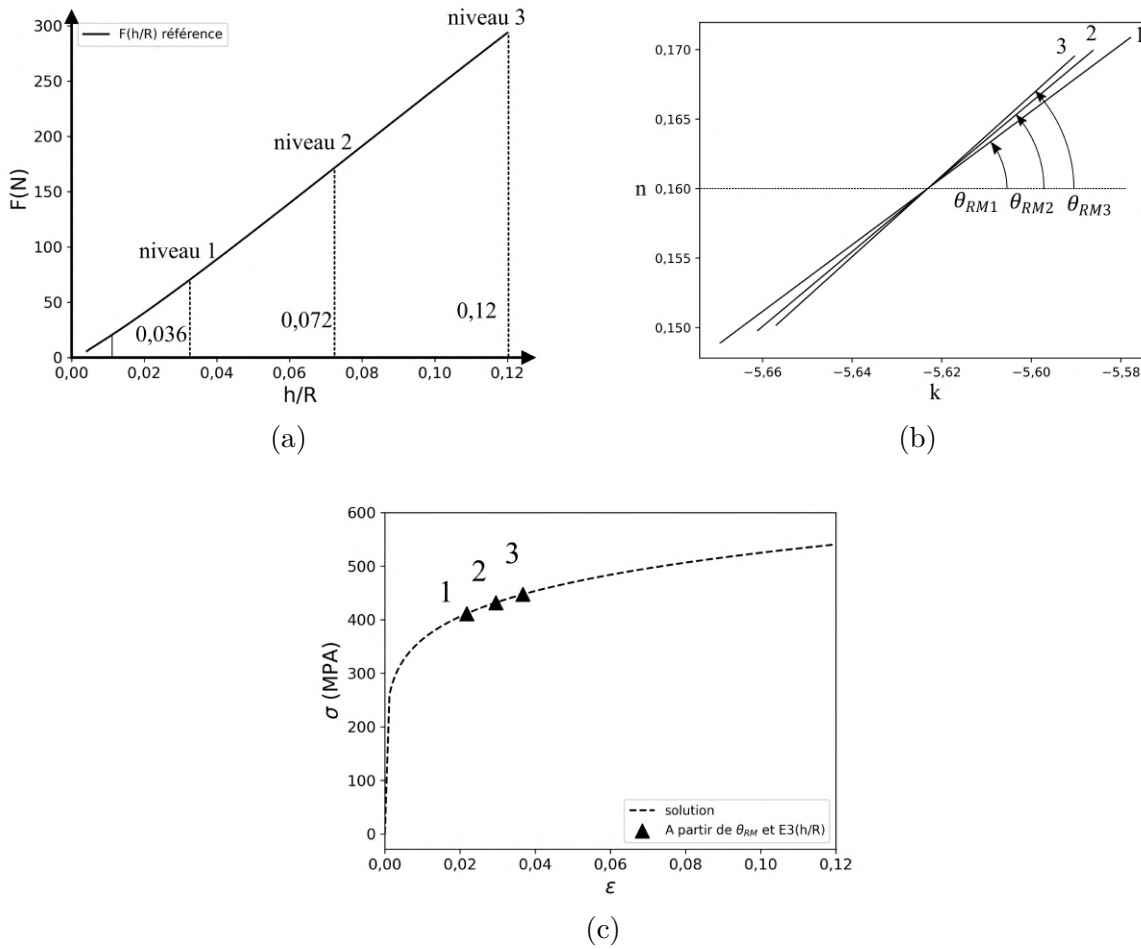 300
250
200
150
100
50
0
F(N)
F(h/R) référence
niveau 3
niveau 2
niveau 1
0,036
0,072
0,12
0,00 0,02 0,04 0,06 0,08 0,10 0,12
h/R
(a)
0,170
0,165
n 0,160
0,155
0,150
3 2 1
θRM1 θRM2 θRM3
−5,66 −5,64 −5,62 −5,60 −5,58
k
(b)
600
500
400
300
200
100
0
σ (MPA)
1 2 3
solution
A partir de θRM et E3(h/R)
0,00 0,02 0,04 0,06 0,08 0,10 0,12
ε
(c)